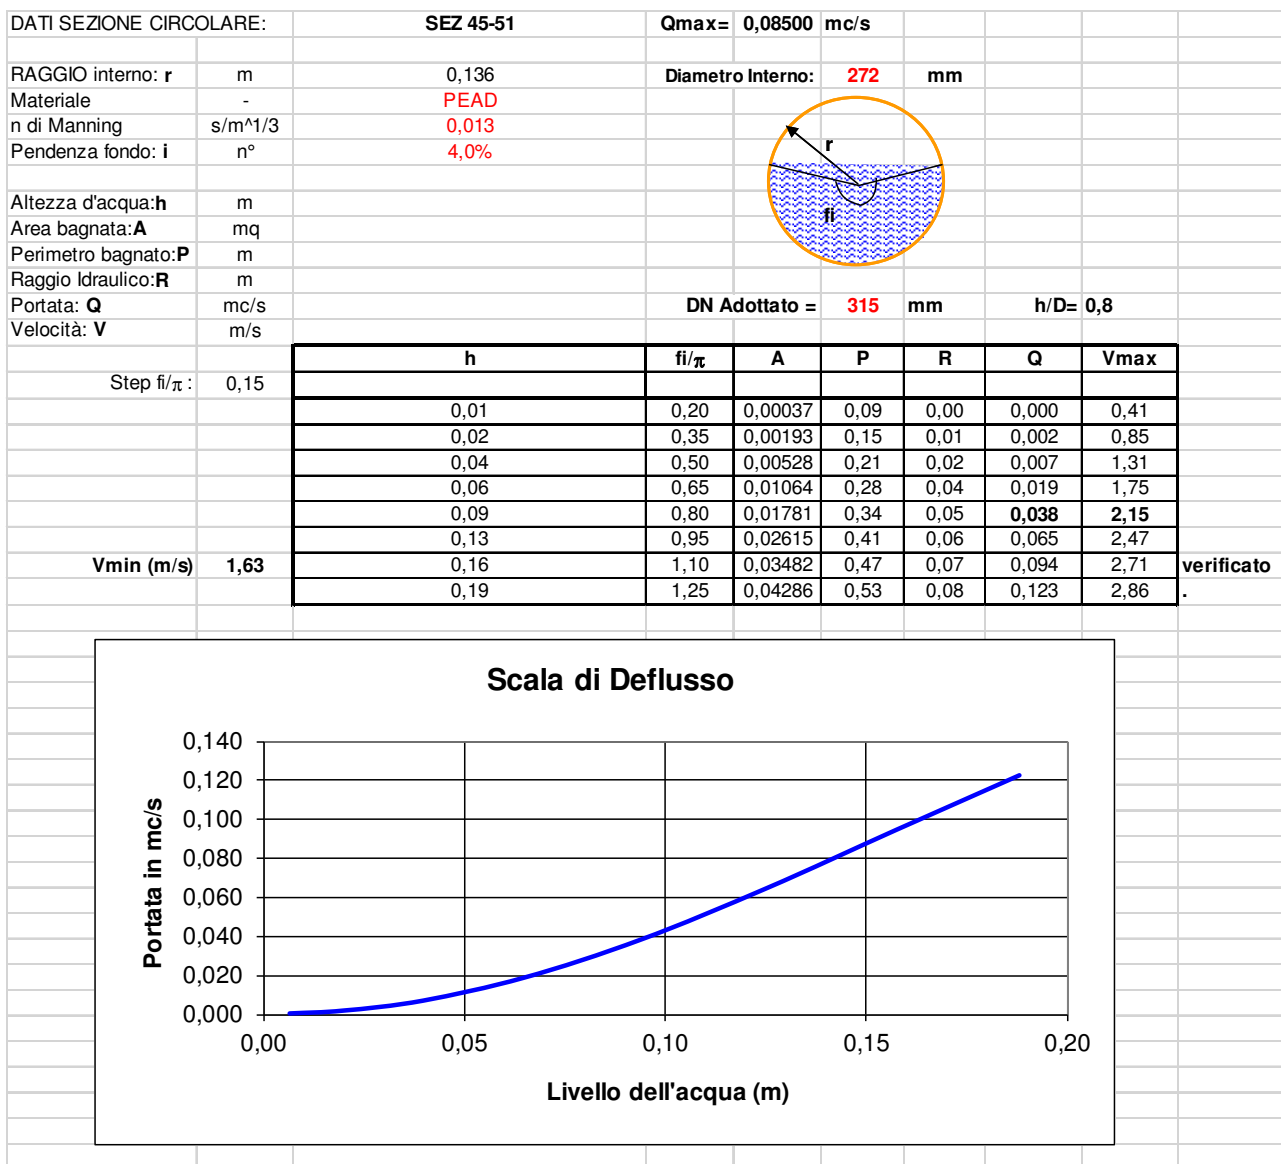 DATI SEZIONE CIRCOLARE: SEZ 45-51 Qmax= 0,08500 mc/s
RAGGIO interno: r m 0,136 Diametro Interno: 272 mm
Materiale - PEAD
n di Manning s/m^1/3 0,013
Pendenza fondo: i n° 4,0%
r
fi
Altezza d'acqua:h m
Area bagnata:A mq
Perimetro bagnato:P m
Raggio Idraulico:R m
Portata: Q mc/s DN Adottato = 315 mm h/D= 0,8
Velocità: V m/s
h fi/π A P R Q Vmax
Step fi/π : 0,15
0,01 0,20 0,00037 0,09 0,00 0,000 0,41
0,02 0,35 0,00193 0,15 0,01 0,002 0,85
0,04 0,50 0,00528 0,21 0,02 0,007 1,31
0,06 0,65 0,01064 0,28 0,04 0,019 1,75
0,09 0,80 0,01781 0,34 0,05 0,038 2,15
0,13 0,95 0,02615 0,41 0,06 0,065 2,47
Vmin (m/s) 1,63 0,16 1,10 0,03482 0,47 0,07 0,094 2,71 verificato
0,19 1,25 0,04286 0,53 0,08 0,123 2,86 .
Scala di Deflusso
0,140
0,120
0,100
0,080
0,060
0,040
0,020
0,000
Portata in mc/s
0,00 0,05 0,10 0,15 0,20
Livello dell'acqua (m)